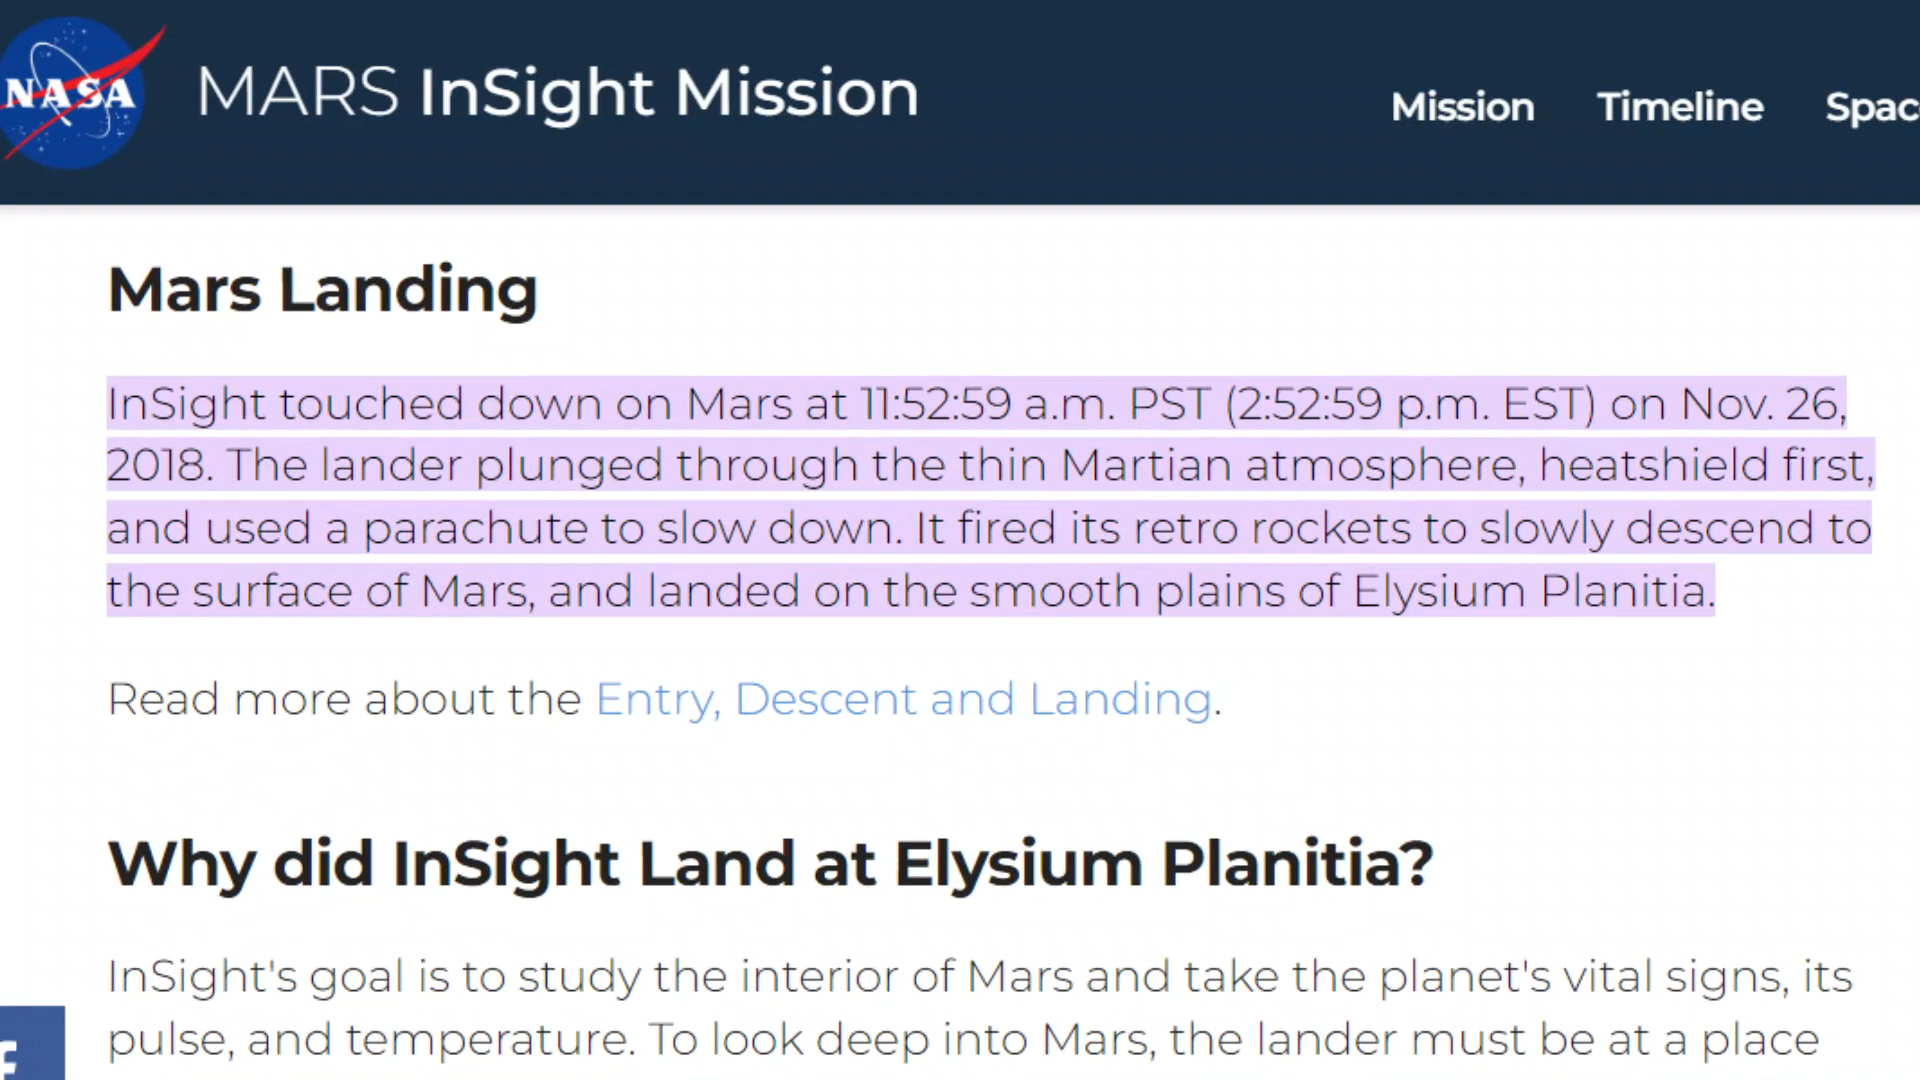 NASA
MARS InSight Mission
Mission Timeline
Mars Landing
InSight touched down on Mars at 11:52:59 a.m. PST (2:52:59 p.m. EST) on Nov. 26,
2018. The lander plunged through the thin Martian atmosphere, heatshield first,
and used a parachute to slow down. It fired its retro rockets to slowly descend to
the surface of Mars, and landed on the smooth plains of Elysium Planitia.
Read more about the Entry, Descent and Landing.
Why did InSight Land at Elysium Planitia?
InSight's goal is to study the interior of Mars and take the planet's vital signs, its
pulse, and temperature. To look deep into Mars, the lander must be at a place